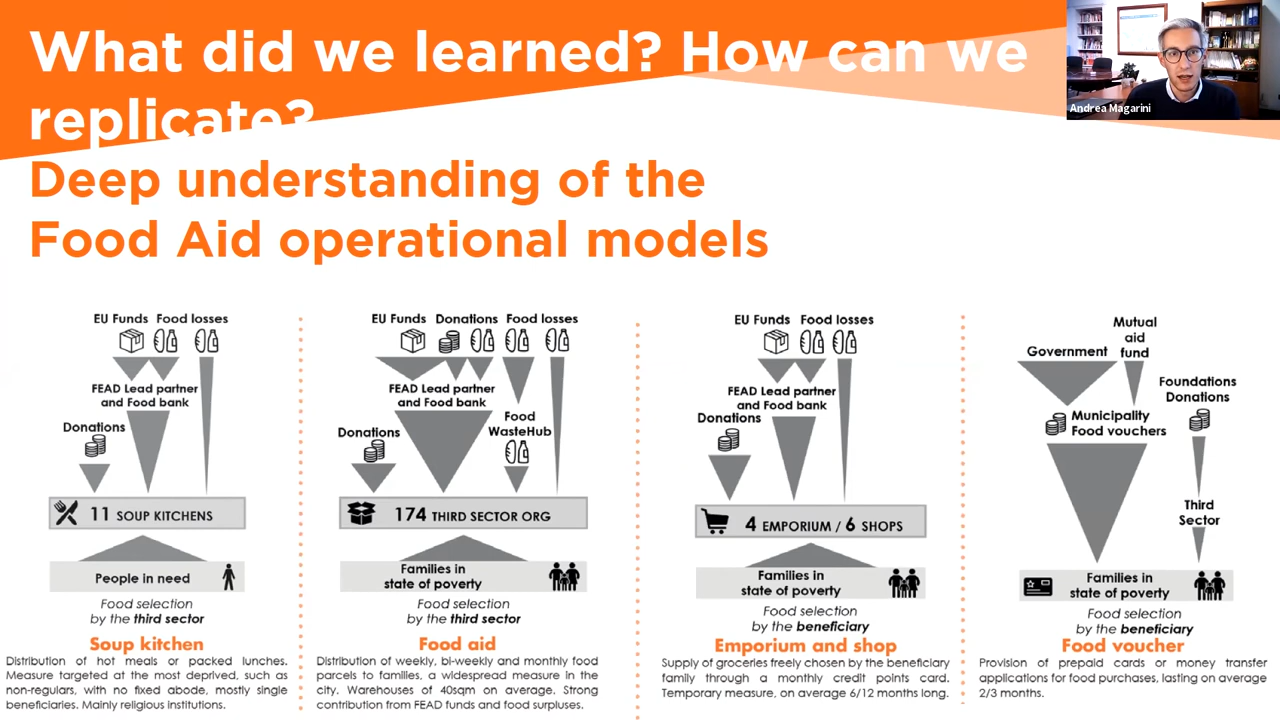 What did we learned? How can we
replicate?
Andrea Magarini
Deep understanding of the
Food Aid operational models
EU Funds Food losses
FEAD Lead partner
and Food bank
Donations
11 SOUP KITCHENS
People in need
Food selection
by the third sector
Soup kitchen
Distribution of hot meals or packed lunches.
Measure targeted at the most deprived, such as
non-regulars, with no fixed abode, mostly single
beneficiaries. Mainly religious institutions.
EU Funds Donations Food losses
FEAD Lead partner
and Food bank
Food
WasteHub
Donations
174 THIRD SECTOR ORG
Families in
state of poverty
Food selection
by the third sector
Food aid
Distribution of weekly, bi-weekly and monthly food
parcels to families, a widespread measure in the
city. Warehouses of 40sqm on average. Strong
contribution from FEAD funds and food surpluses.
EU Funds Food losses
FEAD Lead partner
and Food bank
Donations
4 EMPORIUM / 6 SHOPS
Families in
state of poverty
Food selection
by the beneficiary
Emporium and shop
Supply of groceries freely chosen by the beneficiary
family through a monthly credit points card.
Temporary measure, on average 6/12 months long.
Mutual
aid
fund
Government
Foundations
Donations
Municipality
Food vouchers
Third
Sector
Families in
state of poverty
Food selection
by the beneficiary
Food voucher
Provision of prepaid cards or money transfer
applications for food purchases, lasting on average
2/3 months.